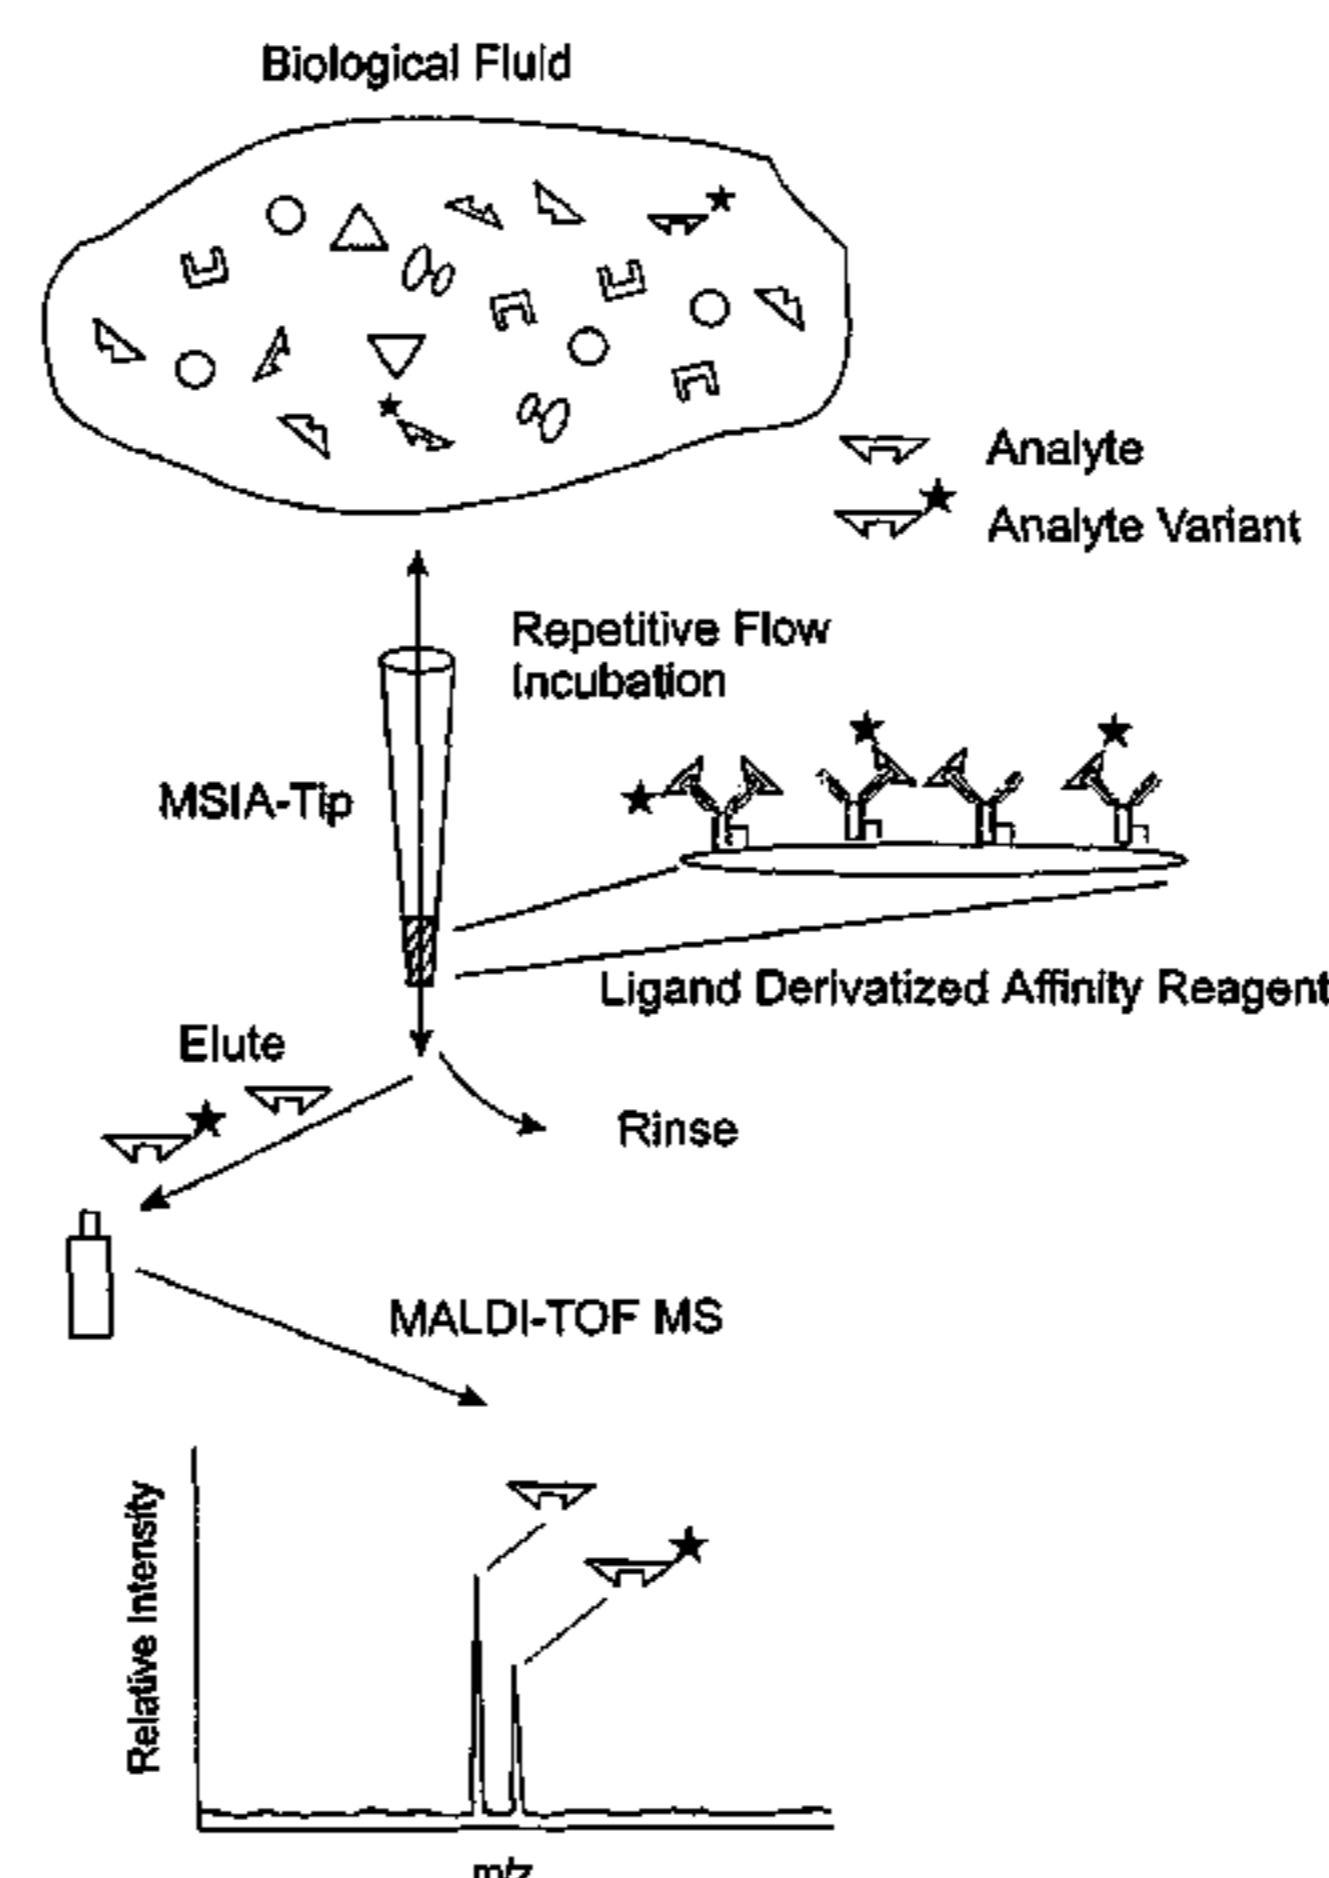 Biological Fluid
Analyte
Analyte Variant
Repetitive Flow
Incubation
MSIA-Tip
Ligand Derivatized Affinity Reagent
Elute
Rinse
MALDI-TOF MS
Relative Intensity
m/z